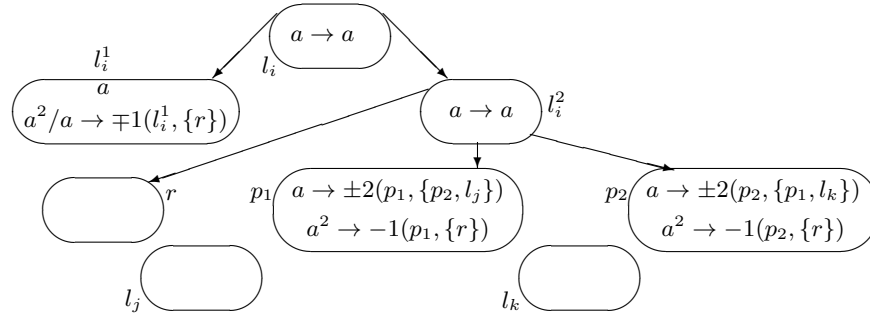 a → a
l_i
l_i^1
a
a^2/a → ∓1(l_i^1, {r})
a → a
l_i^2
r
p_1
a → ±2(p_1, {p_2, l_j})
a^2 → −1(p_1, {r})
p_2
a → ±2(p_2, {p_1, l_k})
a^2 → −1(p_2, {r})
l_j
l_k